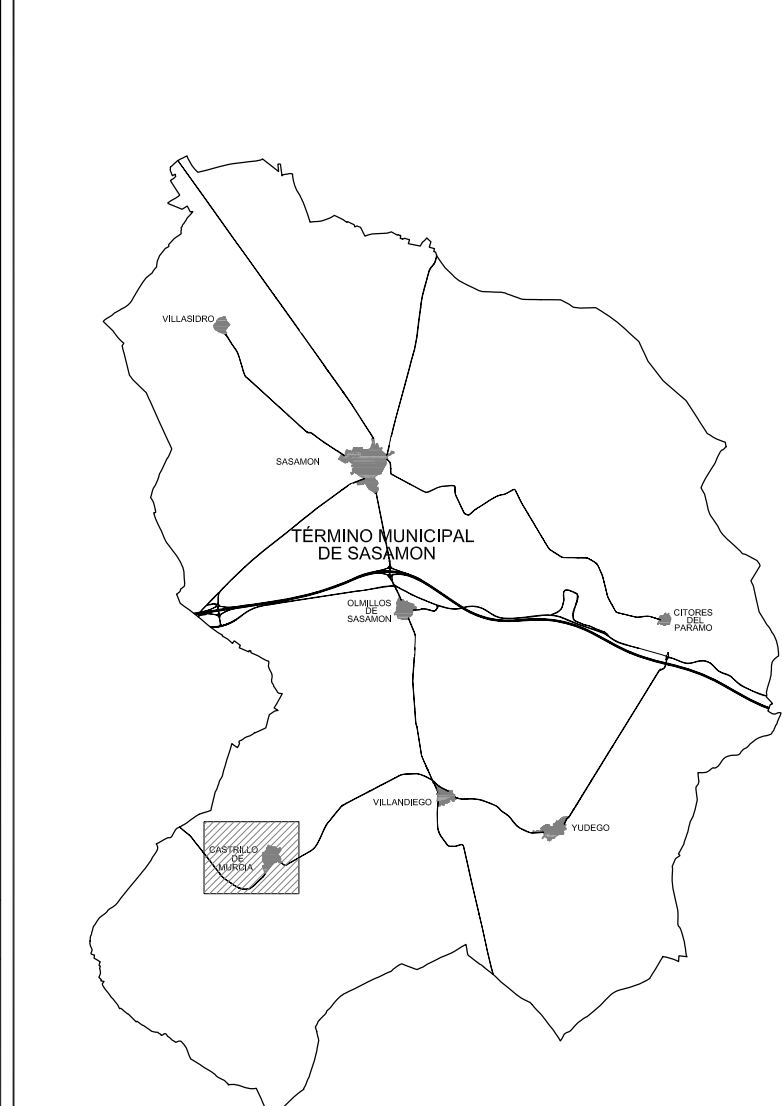 VILLASIDRO
SASAMON
TÉRMINO MUNICIPAL
DE SASAMON
OLMILLOS
DE
SASAMON
CITORES
DEL
PARAMO
VILLANDIEGO
YUDEGO
CASTRILLO
DE
MURCIA